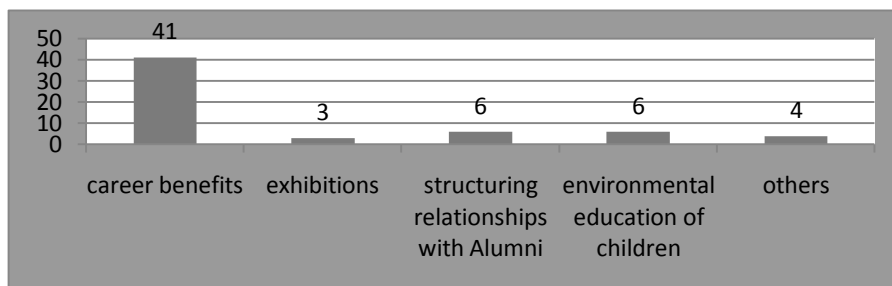 41
50
40
30
20
10
0
3
6
6
4
career benefits
exhibitions
structuring
relationships
with Alumni
environmental
education of
children
others